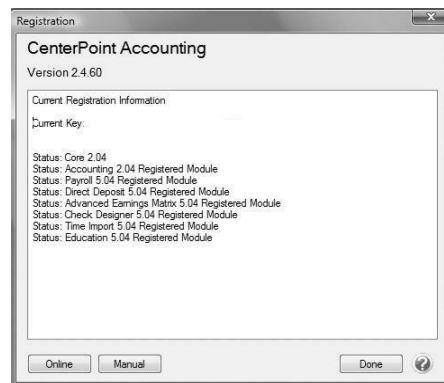 Registration
CenterPoint Accounting
Version 2.4.60
Current Registration Information
Current Key:
Status: Core 2.04
Status: Accounting 2.04 Registered Module
Status: Payroll 5.04 Registered Module
Status: Direct Deposit 5.04 Registered Module
Status: Advanced Earnings Matrix 5.04 Registered Module
Status: Check Designer 5.04 Registered Module
Status: Time Import 5.04 Registered Module
Status: Education 5.04 Registered Module
Online Manual Done ?